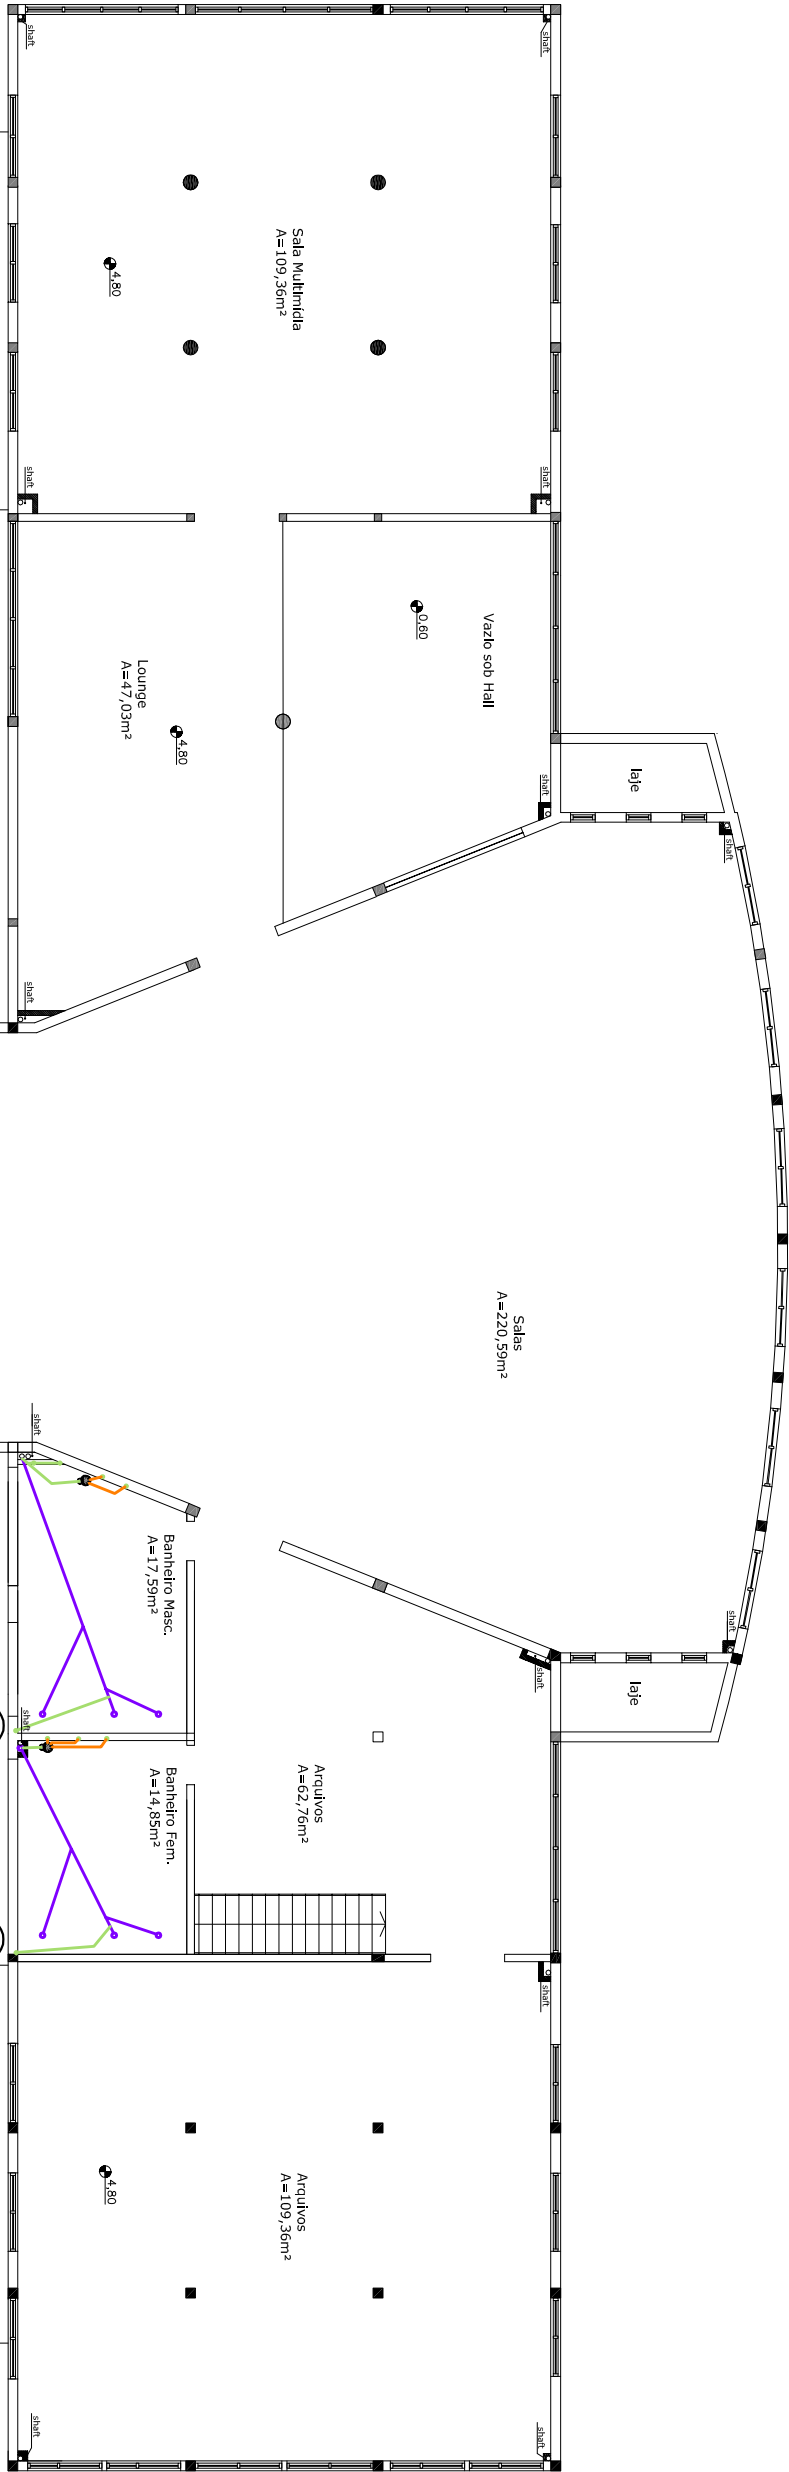 shaft
shaft
Sala Multimídia
A=109,36m²
4,80
shaft
shaft
0,60
Vazio sob Hall
Lounge
A=47,03m²
4,80
laje
shaft
shaft
shaft
Salas
A=220,59m²
shaft
Banheiro Masc.
A=17,59m²
shaft
shaft
laje
shaft
Arquivos
A=62,76m²
Banheiro Fem.
A=14,85m²
shaft
4,80
Arquivos
A=109,36m²
shaft
shaft